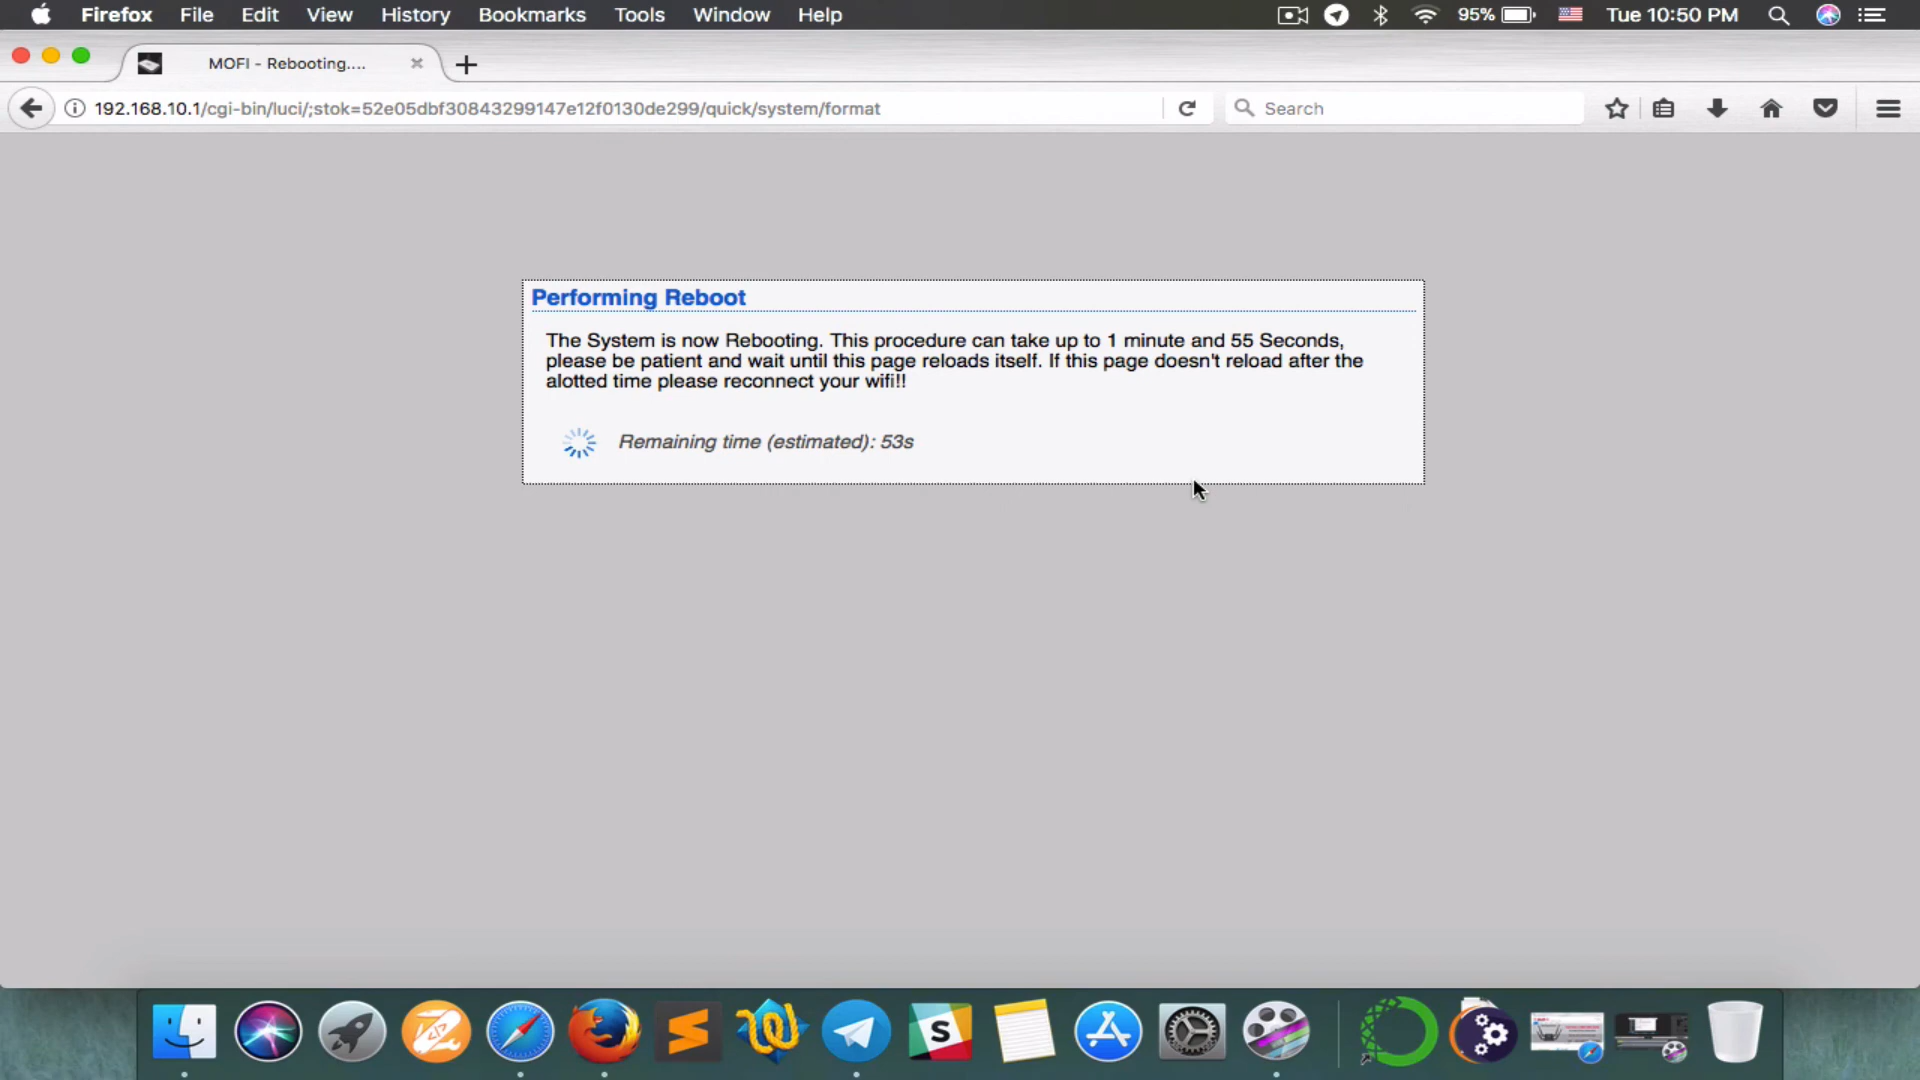 Firefox File Edit View History Bookmarks Tools Window Help 95% Tue 10:50 PM
MOFI - Rebooting....
192.168.10.1/cgi-bin/luci/;stok=52e05dbf30843299147e12f0130de299/quick/system/format Search
Performing Reboot
The System is now Rebooting. This procedure can take up to 1 minute and 55 Seconds,
please be patient and wait until this page reloads itself. If this page doesn't reload after the
alotted time please reconnect your wifi!!
Remaining time (estimated): 53s